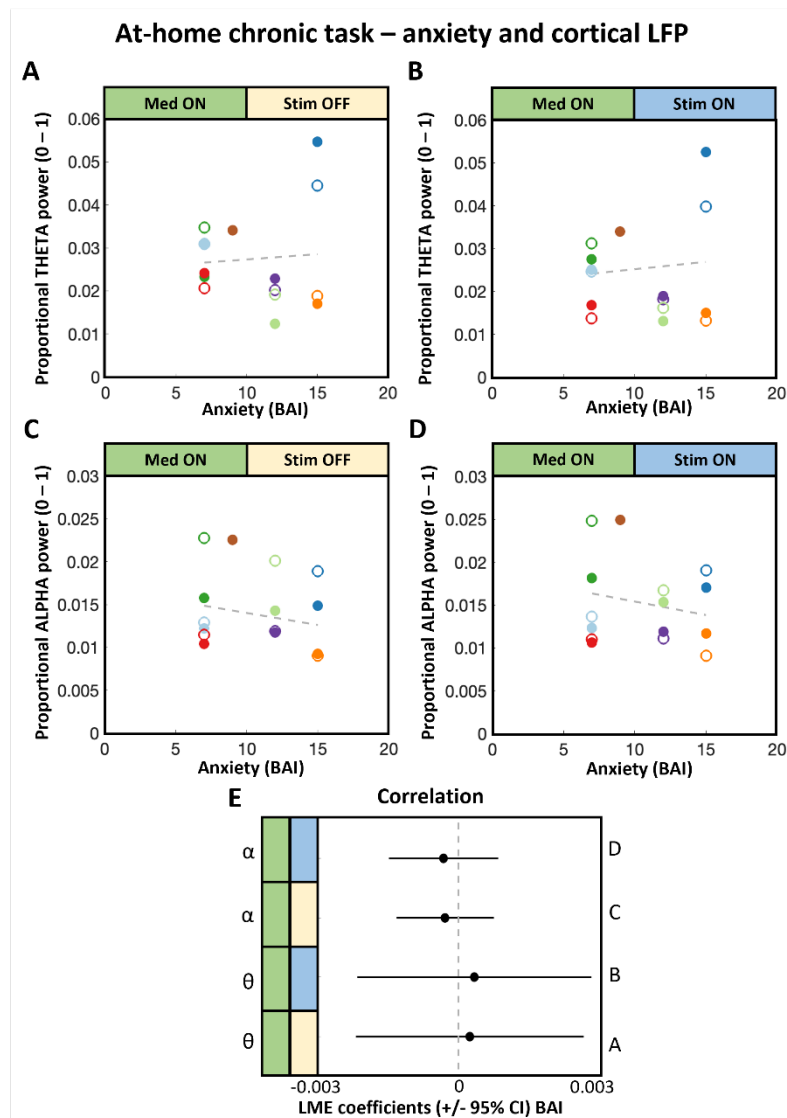 At-home chronic task – anxiety and cortical LFP
A
Med ON Stim OFF
Proportional THETA power (0 – 1)
0.06
0.05
0.04
0.03
0.02
0.01
0
0 5 10 15 20
Anxiety (BAI)
B
Med ON Stim ON
Proportional THETA power (0 – 1)
0.06
0.05
0.04
0.03
0.02
0.01
0
0 5 10 15 20
Anxiety (BAI)
C
Med ON Stim OFF
Proportional ALPHA power (0 – 1)
0.03
0.025
0.02
0.015
0.01
0.005
0
0 5 10 15 20
Anxiety (BAI)
D
Med ON Stim ON
Proportional ALPHA power (0 – 1)
0.03
0.025
0.02
0.015
0.01
0.005
0
0 5 10 15 20
Anxiety (BAI)
E
Correlation
α D
α C
θ B
θ A
-0.003 0 0.003
LME coefficients (+/- 95% CI) BAI